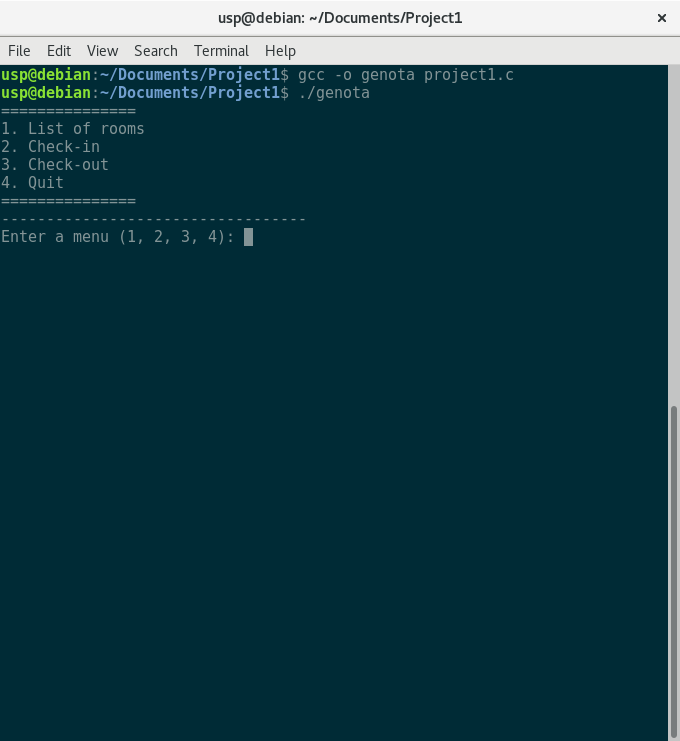 usp@debian: ~/Documents/Project1
File Edit View Search Terminal Help
usp@debian:~/Documents/Project1$ gcc -o genota project1.c
usp@debian:~/Documents/Project1$ ./genota
===============
1. List of rooms
2. Check-in
3. Check-out
4. Quit
===============
----------------------------------
Enter a menu (1, 2, 3, 4):